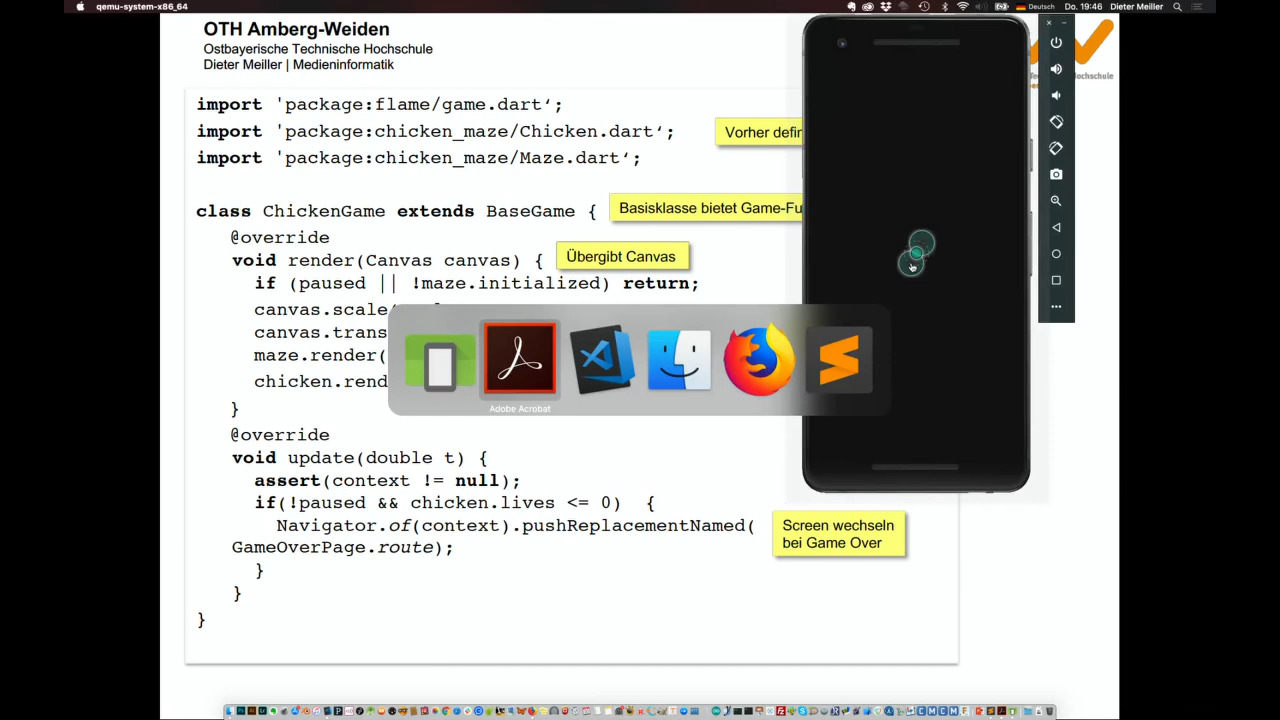 qemu-system-x86_64
Deutsch
Do. 19:46
Dieter Meiller
OTH Amberg-Weiden
Ostbayerische Technische Hochschule
Dieter Meiller | Medieninformatik
Hochschule
import 'package:flame/game.dart‘;
import 'package:chicken_maze/Chicken.dart‘;
Vorher defin
import 'package:chicken_maze/Maze.dart‘;
class ChickenGame extends BaseGame {
Basisklasse bietet Game-Fu
@override
void render(Canvas canvas) {
Übergibt Canvas
if (paused || !maze.initialized) return;
canvas.scale
canvas.trans
maze.render(
chicken.rend
}
Adobe Acrobat
@override
void update(double t) {
assert(context != null);
if(!paused && chicken.lives <= 0) {
Navigator.of(context).pushReplacementNamed(
GameOverPage.route);
Screen wechseln
bei Game Over
}
}
}